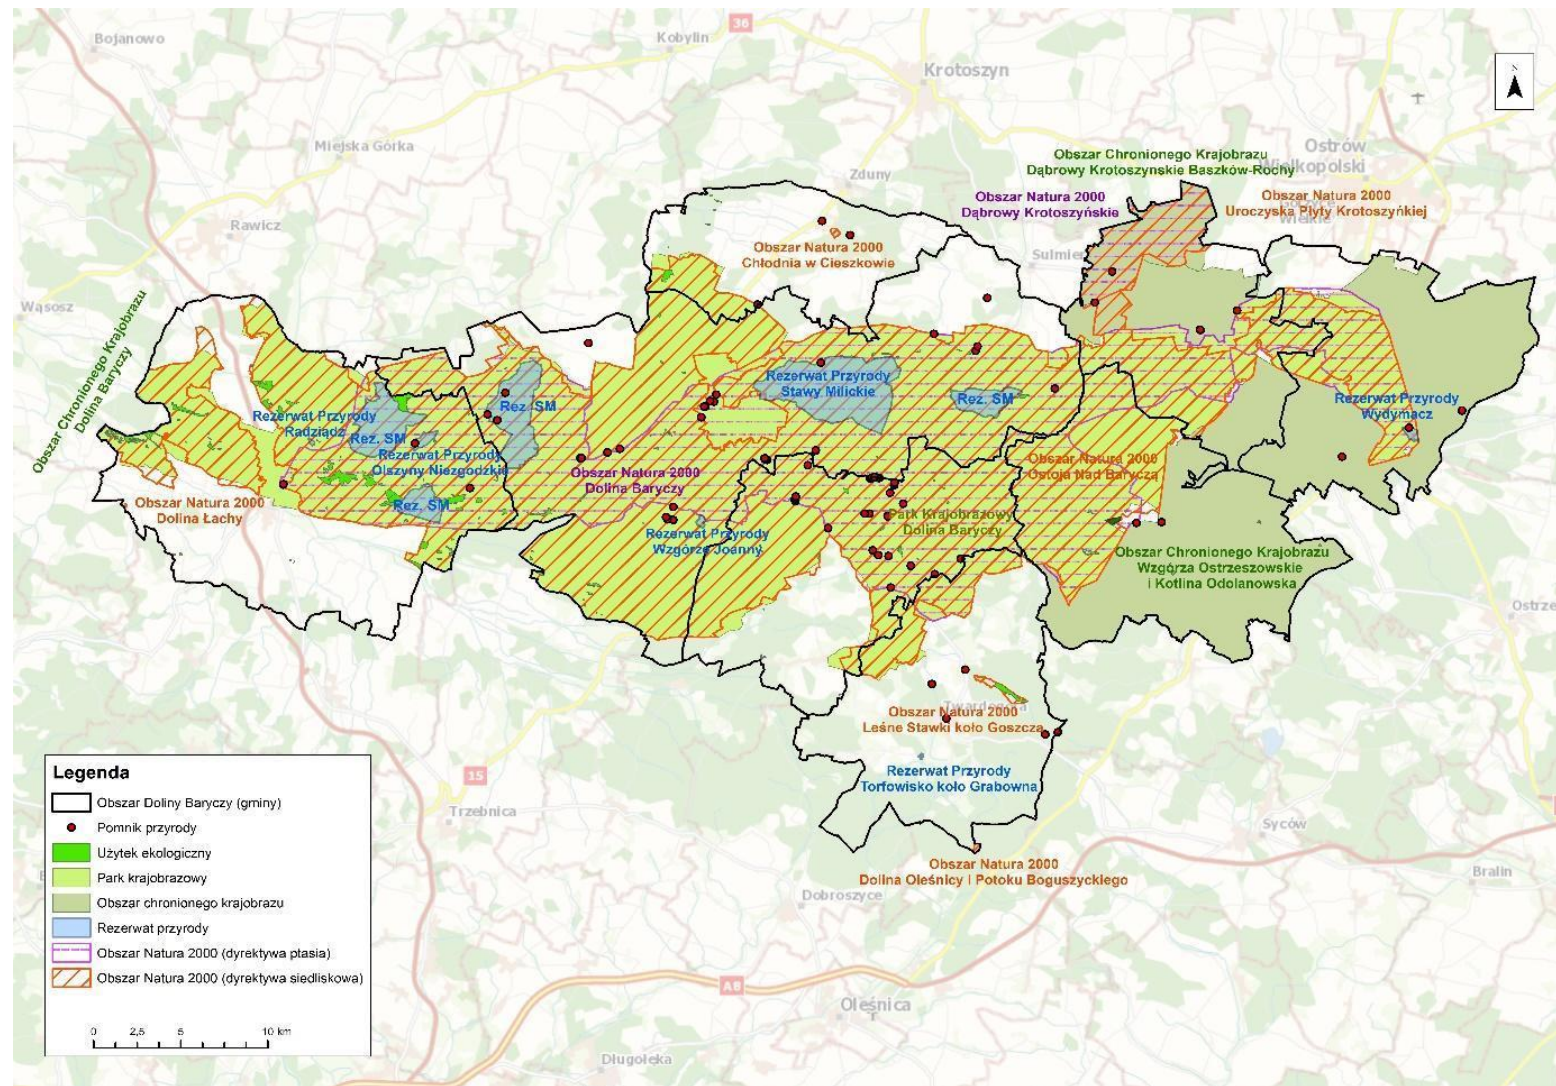 36
Bojanowo
Kobylin
Krotoszyn
N
Miejska Górka
Ostrów
Wielkopolski
Obszar Chronionego Krajobrazu
Dąbrowy Krotoszynskie Baszków-Rochy
Zduny
Obszar Natura 2000
Dąbrowy Krotoszyńskie
Obszar Natura 2000
Uroczyska Płyty Krotoszyńkiej
Wielkie
Rawicz
Obszar Natura 2000
Chłodnia w Cieszkowie
Sulmier
Wąsosz
Obszar Chronionego Krajobrazu
Dolina Baryczy
Rezerwat Przyrody
Stawy Milickie
Rez. SM
Rezerwat Przyrody
Wydymacz
Rezerwat Przyrody
Radziądz
Rez. SM
Rez. SM
Rezerwat Przyrody
Olszyny Niezgodzkie
Obszar Natura 2000
Dolina Baryczy
Obszar Natura 2000
Ostoja Nad Baryczą
Obszar Natura 2000
Dolina Łachy
Rez. SM
Park Krajobrazowy
Dolina Baryczy
Rezerwat Przyrody
Wzgórze Joanny
Obszar Chronionego Krajobrazu
Wzgórza Ostrzeszowskie
i Kotlina Odolanowska
Ostrze
Twardogóra
Obszar Natura 2000
Leśne Stawki koło Goszcza
Rezerwat Przyrody
Torfowisko koło Grabowna
15
Trzebnica
Syców
Obszar Natura 2000
Dolina Oleśnicy I Potoku Boguszyckiego
Bralin
Dobroszyce
A8
Oleśnica
Długołęka
Legenda
Obszar Doliny Baryczy (gminy)
Pomnik przyrody
Użytek ekologiczny
Park krajobrazowy
Obszar chronionego krajobrazu
Rezerwat przyrody
Obszar Natura 2000 (dyrektywa ptasia)
Obszar Natura 2000 (dyrektywa siedliskowa)
0 2,5 5 10 km